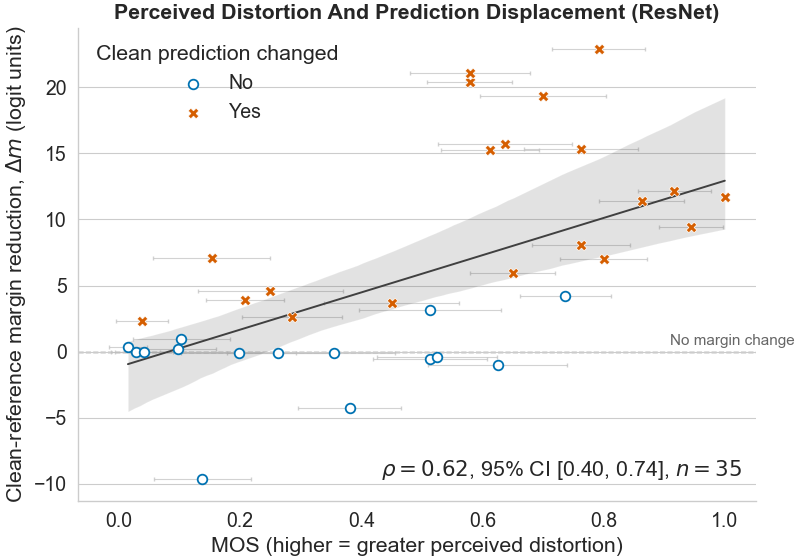 Perceived Distortion And Prediction Displacement (ResNet)
Clean-reference margin reduction, Δm (logit units)
Clean prediction changed
No
Yes
20
15
10
5
0
−5
−10
No margin change
ρ = 0.62, 95% CI [0.40, 0.74], n = 35
0.0 0.2 0.4 0.6 0.8 1.0
MOS (higher = greater perceived distortion)